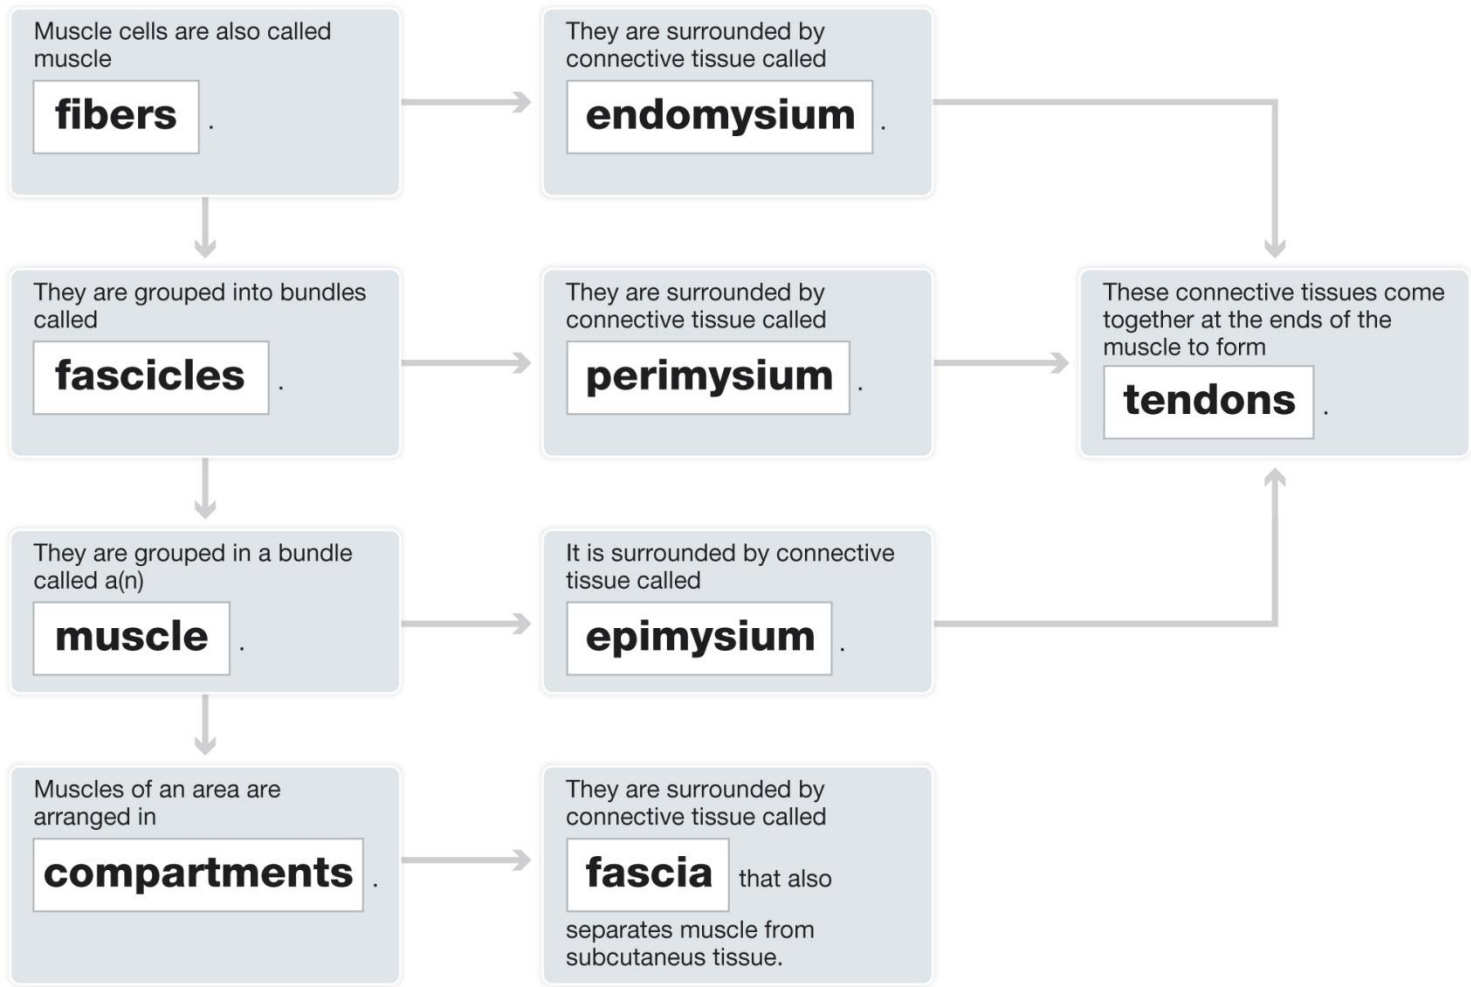 Muscle cells are also called
muscle
fibers .
They are surrounded by
connective tissue called
endomysium .
They are grouped into bundles
called
fascicles .
They are surrounded by
connective tissue called
perimysium .
These connective tissues come
together at the ends of the
muscle to form
tendons .
They are grouped in a bundle
called a(n)
muscle .
It is surrounded by connective
tissue called
epimysium .
Muscles of an area are
arranged in
compartments .
They are surrounded by
connective tissue called
fascia that also
separates muscle from
subcutaneus tissue.